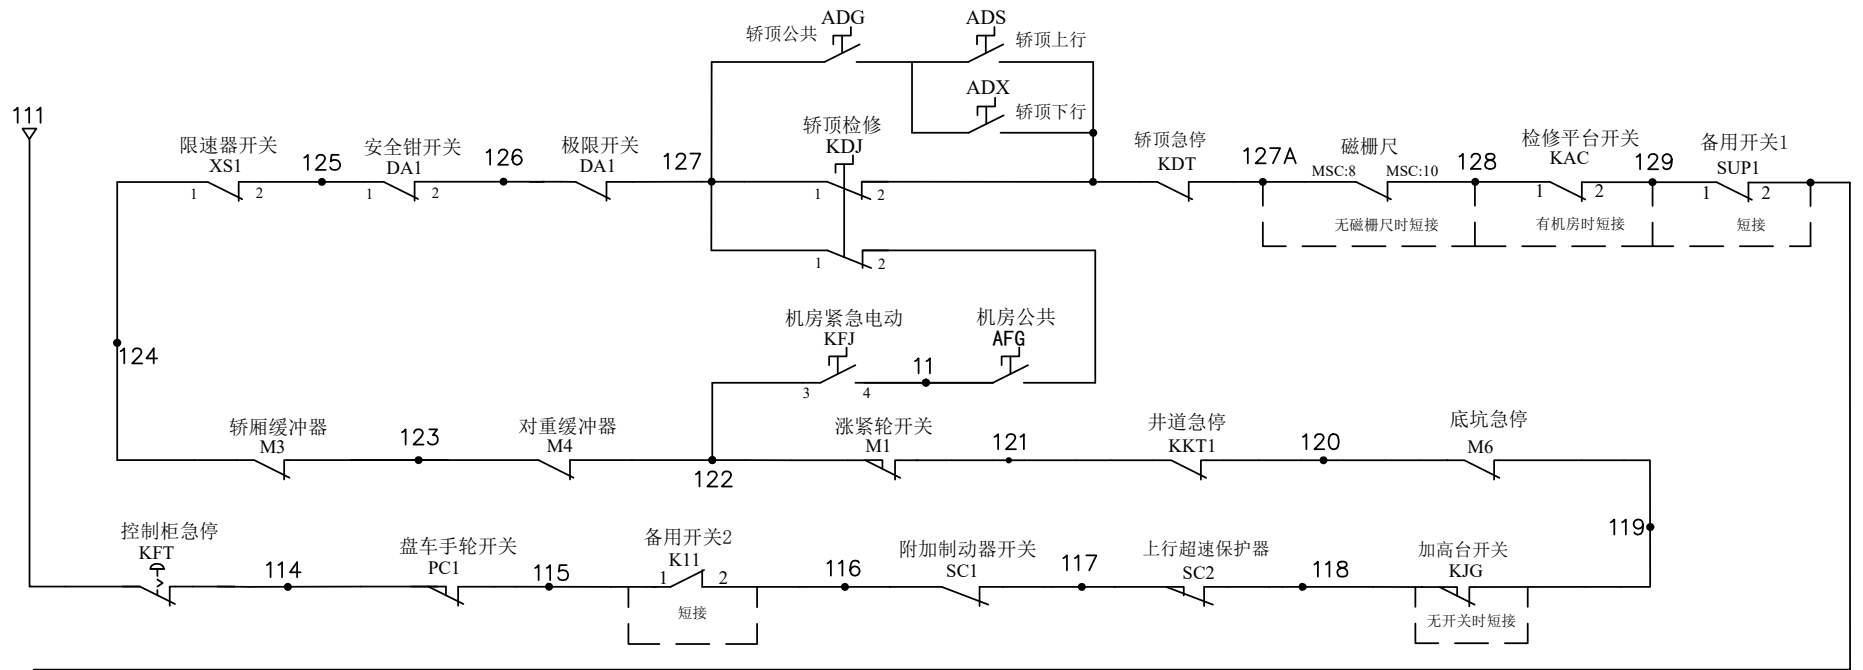 ADG
ADS
轿顶公共
轿顶上行
ADX
轿顶下行
111
限速器开关
XS1
125
安全钳开关
DA1
126
极限开关
DA1
127
轿顶检修
KDJ
轿顶急停
KDT
127A
磁栅尺
MSC:8
MSC:10
128
检修平台开关
KAC
129
备用开关1
SUP1
1
2
1
2
1
2
1
2
1
2
无磁栅尺时短接
有机房时短接
短接
1
2
机房紧急电动
KFJ
机房公共
AFG
124
11
3
4
轿厢缓冲器
M3
123
对重缓冲器
M4
122
涨紧轮开关
M1
121
井道急停
KKT1
120
底坑急停
M6
119
控制柜急停
KFT
114
盘车手轮开关
PC1
115
备用开关2
K11
1
2
短接
116
附加制动器开关
SC1
117
上行超速保护器
SC2
118
加高台开关
KJG
无开关时短接